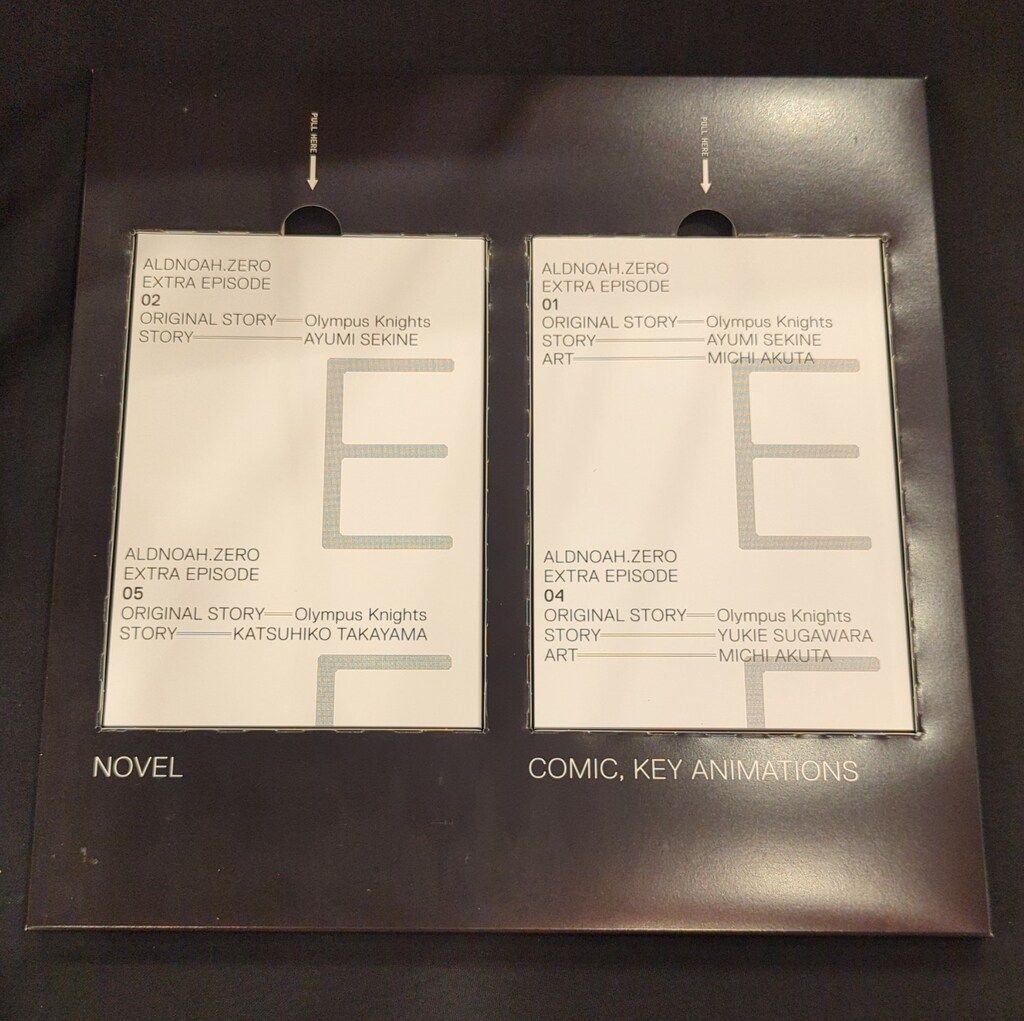 PULL HERE
ALDNOAH.ZERO
EXTRA EPISODE
02
ORIGINAL STORY Olympus Knights
STORY AYUMI SEKINE
E
ALDNOAH.ZERO
EXTRA EPISODE
05
ORIGINAL STORY Olympus Knights
STORY KATSUHIKO TAKAYAMA
NOVEL
PULL HERE
ALDNOAH.ZERO
EXTRA EPISODE
01
ORIGINAL STORY Olympus Knights
STORY AYUMI SEKINE
ART MICHI AKUTA
E
ALDNOAH.ZERO
EXTRA EPISODE
04
ORIGINAL STORY Olympus Knights
STORY YUKIE SUGAWARA
ART MICHI AKUTA
COMIC, KEY ANIMATIONS